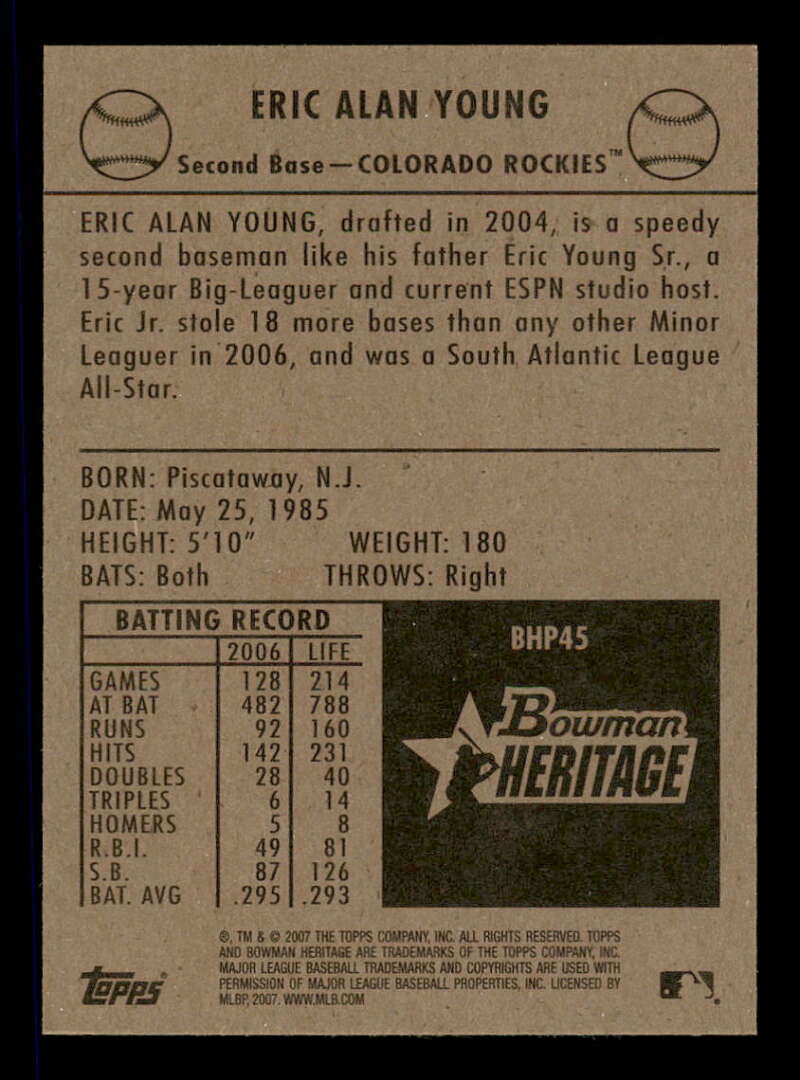 ERIC ALAN YOUNG
Second Base—COLORADO ROCKIES™
ERIC ALAN YOUNG, drafted in 2004, is a speedy
second baseman like his father Eric Young Sr., a
15-year Big-Leaguer and current ESPN studio host.
Eric Jr. stole 18 more bases than any other Minor
Leaguer in 2006, and was a South Atlantic League
All-Star.
BORN: Piscataway, N.J.
DATE: May 25, 1985
HEIGHT: 5'10" WEIGHT: 180
BATS: Both THROWS: Right
BATTING RECORD
2006 LIFE
GAMES 128 214
AT BAT 482 788
RUNS 92 160
HITS 142 231
DOUBLES 28 40
TRIPLES 6 14
HOMERS 5 8
R.B.I. 49 81
S.B. 87 126
BAT. AVG .295 .293
BHP45
Bowman
HERITAGE
®, TM & © 2007 THE TOPPS COMPANY, INC. ALL RIGHTS RESERVED. TOPPS
AND BOWMAN HERITAGE ARE TRADEMARKS OF THE TOPPS COMPANY, INC.
MAJOR LEAGUE BASEBALL TRADEMARKS AND COPYRIGHTS ARE USED WITH
PERMISSION OF MAJOR LEAGUE BASEBALL PROPERTIES, INC. LICENSED BY
MLBP, 2007. WWW.MLB.COM
Topps®